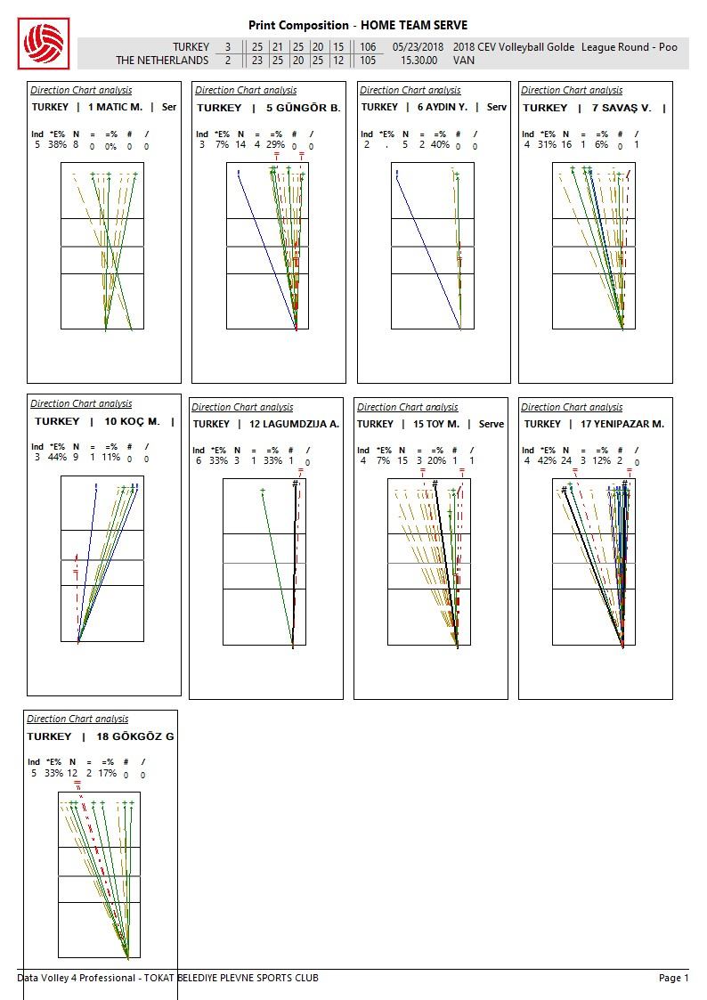 Print Composition - HOME TEAM SERVE
TURKEY 3 25 21 25 20 15 106 05/23/2018 2018 CEV Volleyball Golde League Round - Poo
THE NETHERLANDS 2 23 25 20 25 12 105 15.30.00 VAN
Direction Chart analysis Direction Chart analysis Direction Chart analysis Direction Chart analysis
TURKEY | 1 MATIC M. | Ser TURKEY | 5 GÜNGÖR B. TURKEY | 6 AYDIN Y. | Serv TURKEY | 7 SAVAŞ V. |
Ind *E% N = =% # / Ind *E% N = =% # / Ind *E% N = =% # / Ind *E% N = =% # /
5 38% 8 0 0% 0 0 3 7% 14 4 29% 0 0 2 . 5 2 40% 0 0 4 31% 16 1 6% 0 1
Direction Chart analysis Direction Chart analysis Direction Chart analysis Direction Chart analysis
TURKEY | 10 KOÇ M. | TURKEY | 12 LAGUMDZIJA A. TURKEY | 15 TOY M. | Serve TURKEY | 17 YENIPAZAR M.
Ind *E% N = =% # / Ind *E% N = =% # / Ind *E% N = =% # / Ind *E% N = =% # /
3 44% 9 1 11% 0 0 6 33% 3 1 33% 1 0 4 7% 15 3 20% 1 1 4 42% 24 3 12% 2 0
Direction Chart analysis
TURKEY | 18 GÖKGÖZ G
Ind *E% N = =% # /
5 33% 12 2 17% 0 0
Data Volley 4 Professional - TOKAT BELEDIYE PLEVNE SPORTS CLUB Page 1